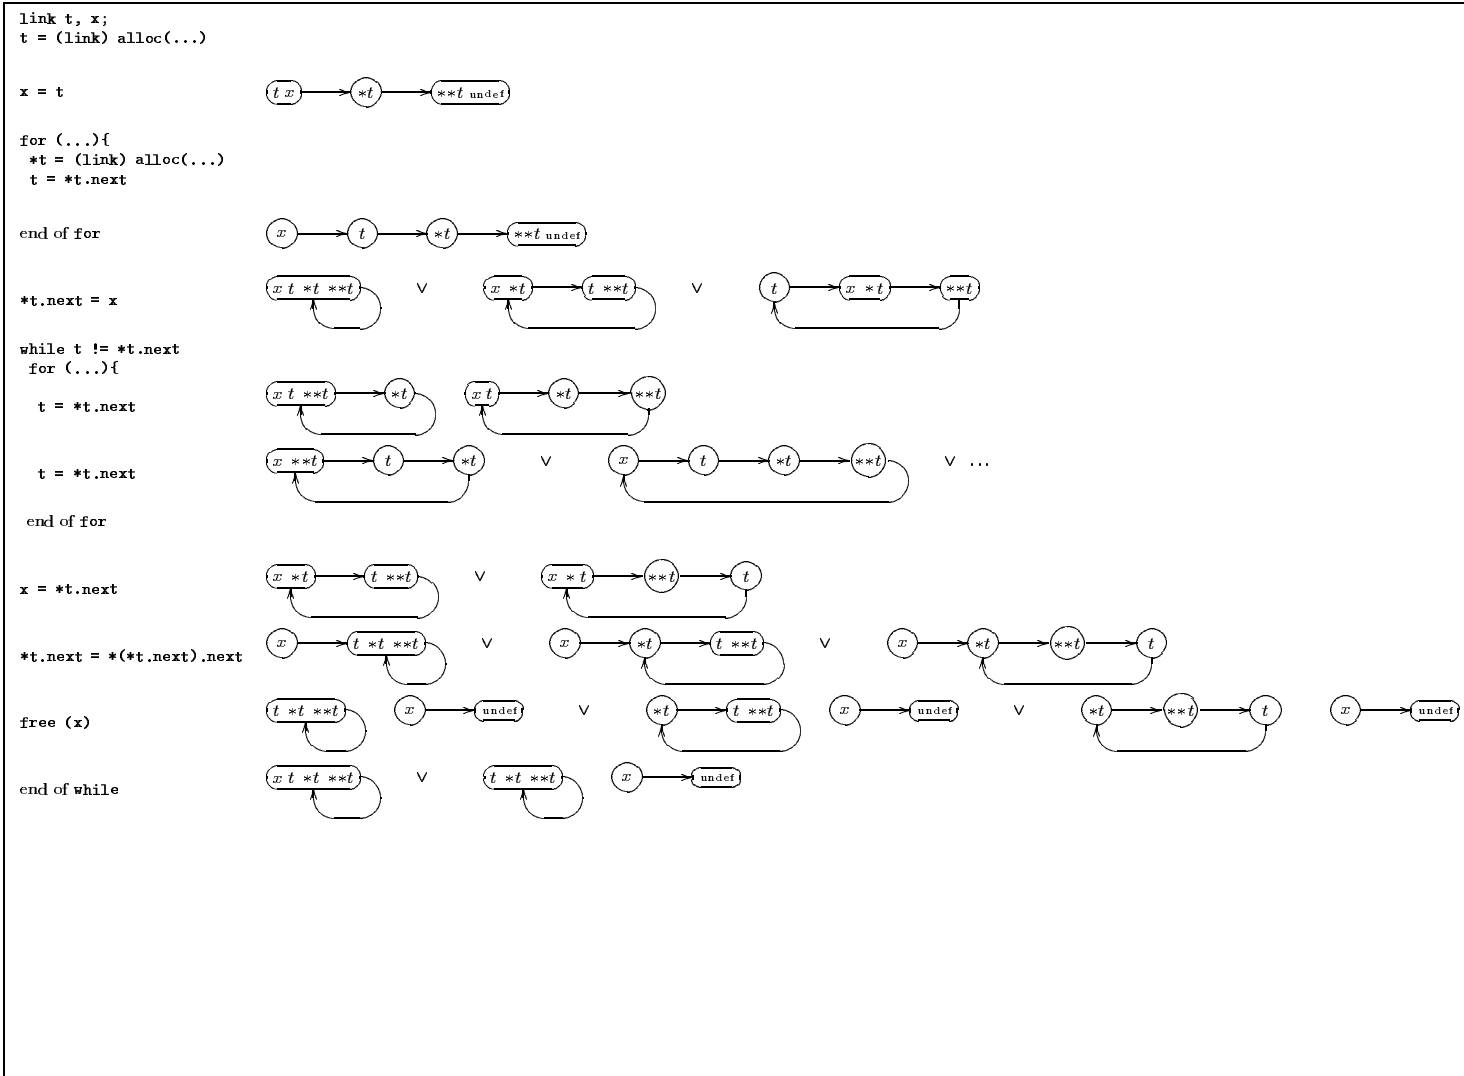 link t, x;
t = (link) alloc(...)
x = t t x *t **t undef
for (...){
*t = (link) alloc(...)
t = *t.next
end of for x t *t **t undef
*t.next = x x t *t **t ∨ x *t t **t ∨ t x *t **t
while t != *t.next
for (...){
t = *t.next x t **t *t x t *t **t
t = *t.next x **t t *t ∨ x t *t **t ∨ ...
end of for
x = *t.next x *t t **t ∨ x *t **t t
*t.next = *(*t.next).next x t *t **t ∨ x *t t **t ∨ x *t **t t
free (x) t *t **t x undef ∨ *t t **t x undef ∨ *t **t t x undef
end of while x t *t **t ∨ t *t **t x undef